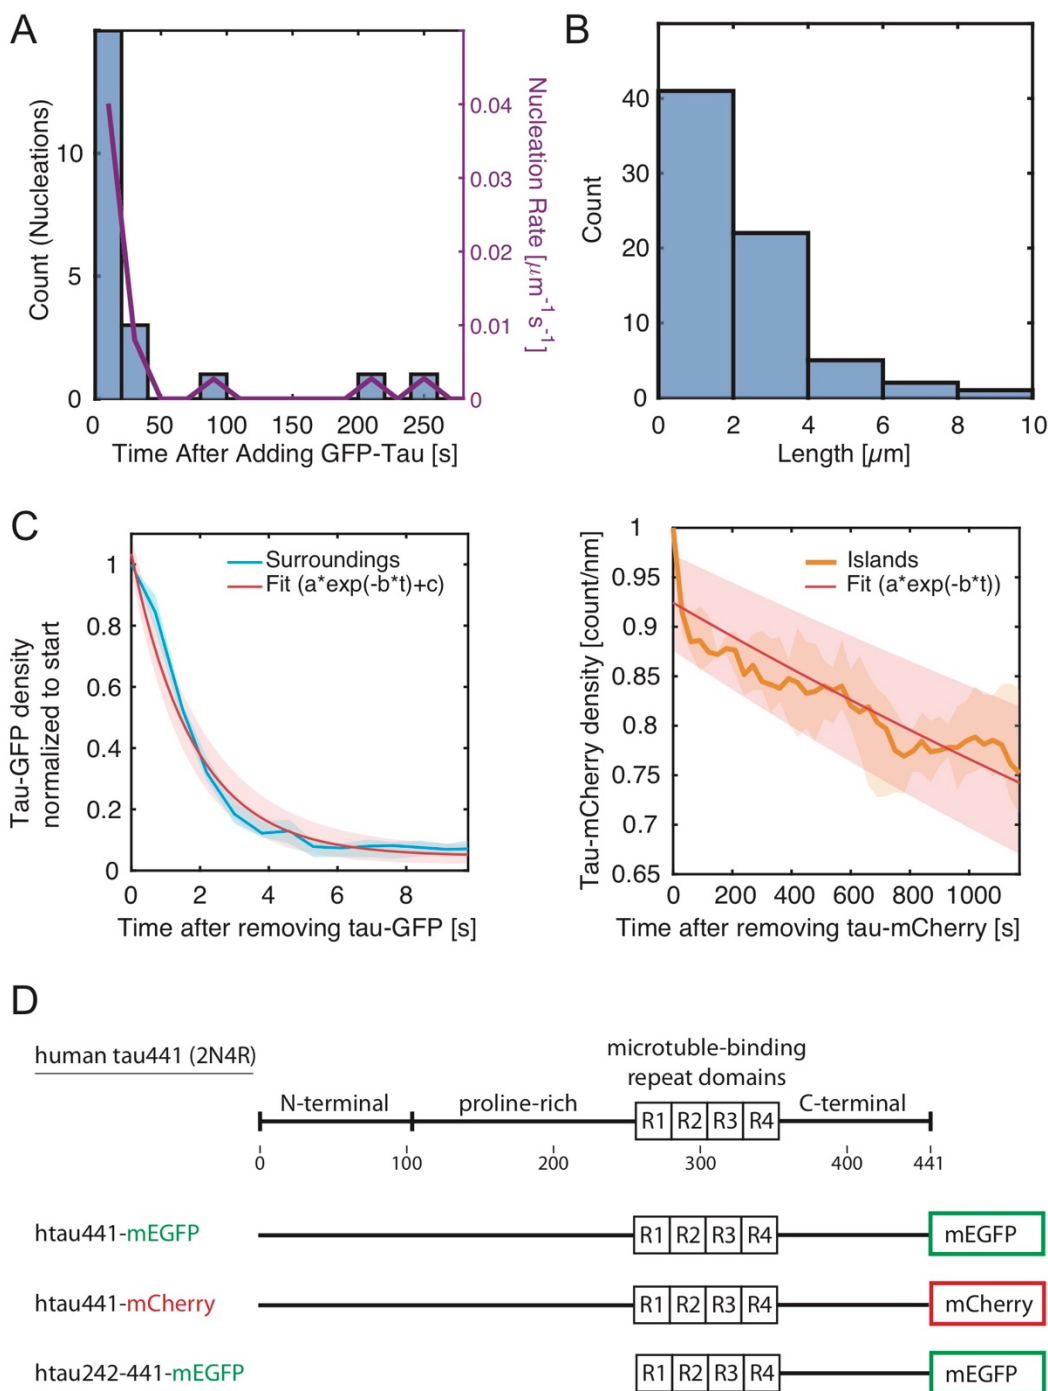 A
Count (Nucleations)
10
5
0
0.04
0.03
0.02
0.01
0
Nucleation Rate [μm⁻¹s⁻¹]
0 50 100 150 200 250
Time After Adding GFP-Tau [s]
B
Count
40
30
20
10
0
0 2 4 6 8 10
Length [μm]
C
Tau-GFP density
normalized to start
1
0.8
0.6
0.4
0.2
0
Surroundings
Fit (a*exp(-b*t)+c)
0 2 4 6 8
Time after removing tau-GFP [s]
Tau-mCherry density [count/nm]
1
0.95
0.9
0.85
0.8
0.75
0.7
0.65
Islands
Fit (a*exp(-b*t))
0 200 400 600 800 1000
Time after removing tau-mCherry [s]
D
human tau441 (2N4R)
microtuble-binding
repeat domains
N-terminal proline-rich C-terminal
R1 R2 R3 R4
0 100 200 300 400 441
htau441-mEGFP R1 R2 R3 R4 mEGFP
htau441-mCherry R1 R2 R3 R4 mCherry
htau242-441-mEGFP R1 R2 R3 R4 mEGFP